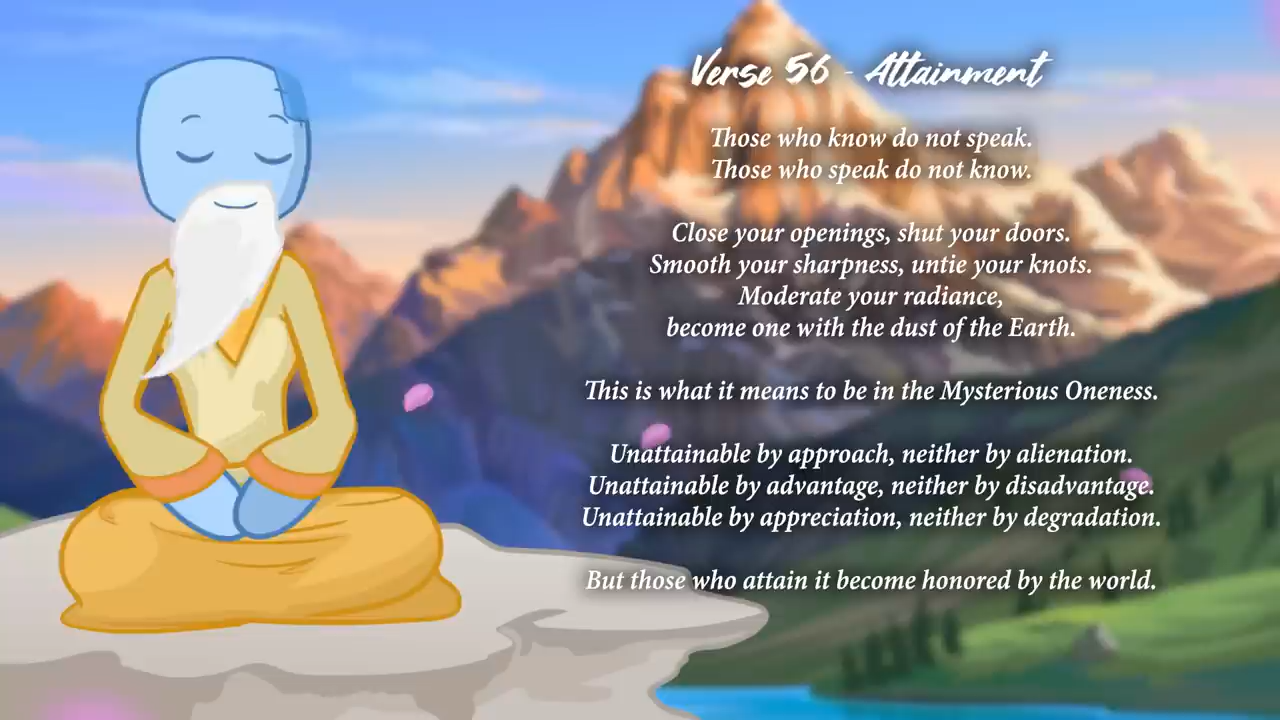 Verse 56 - Attainment
Those who know do not speak.
Those who speak do not know.
Close your openings, shut your doors.
Smooth your sharpness, untie your knots.
Moderate your radiance,
become one with the dust of the Earth.
This is what it means to be in the Mysterious Oneness.
Unattainable by approach, neither by alienation.
Unattainable by advantage, neither by disadvantage.
Unattainable by appreciation, neither by degradation.
But those who attain it become honored by the world.